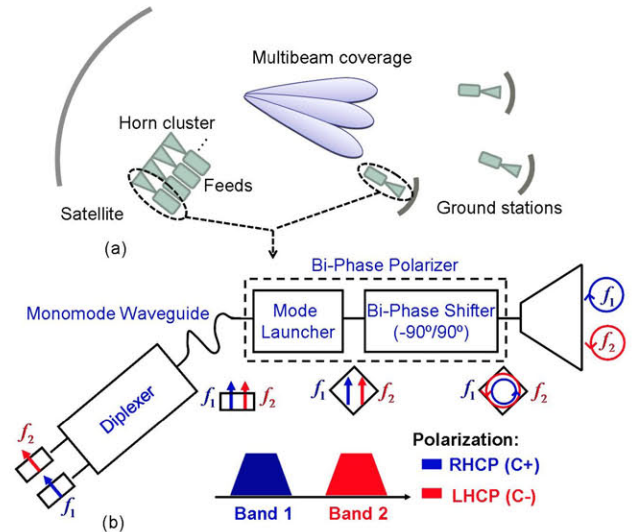 Multibeam coverage
Horn cluster
Feeds
Satellite
Ground stations
(a)
Bi-Phase Polarizer
Monomode Waveguide
Mode
Launcher
Bi-Phase Shifter
(-90º/90º)
f1
f2
Diplexer
f1 f2
f1 f2
f1 f2
f2
f1
Polarization:
RHCP (C+)
LHCP (C-)
Band 1 Band 2
(b)